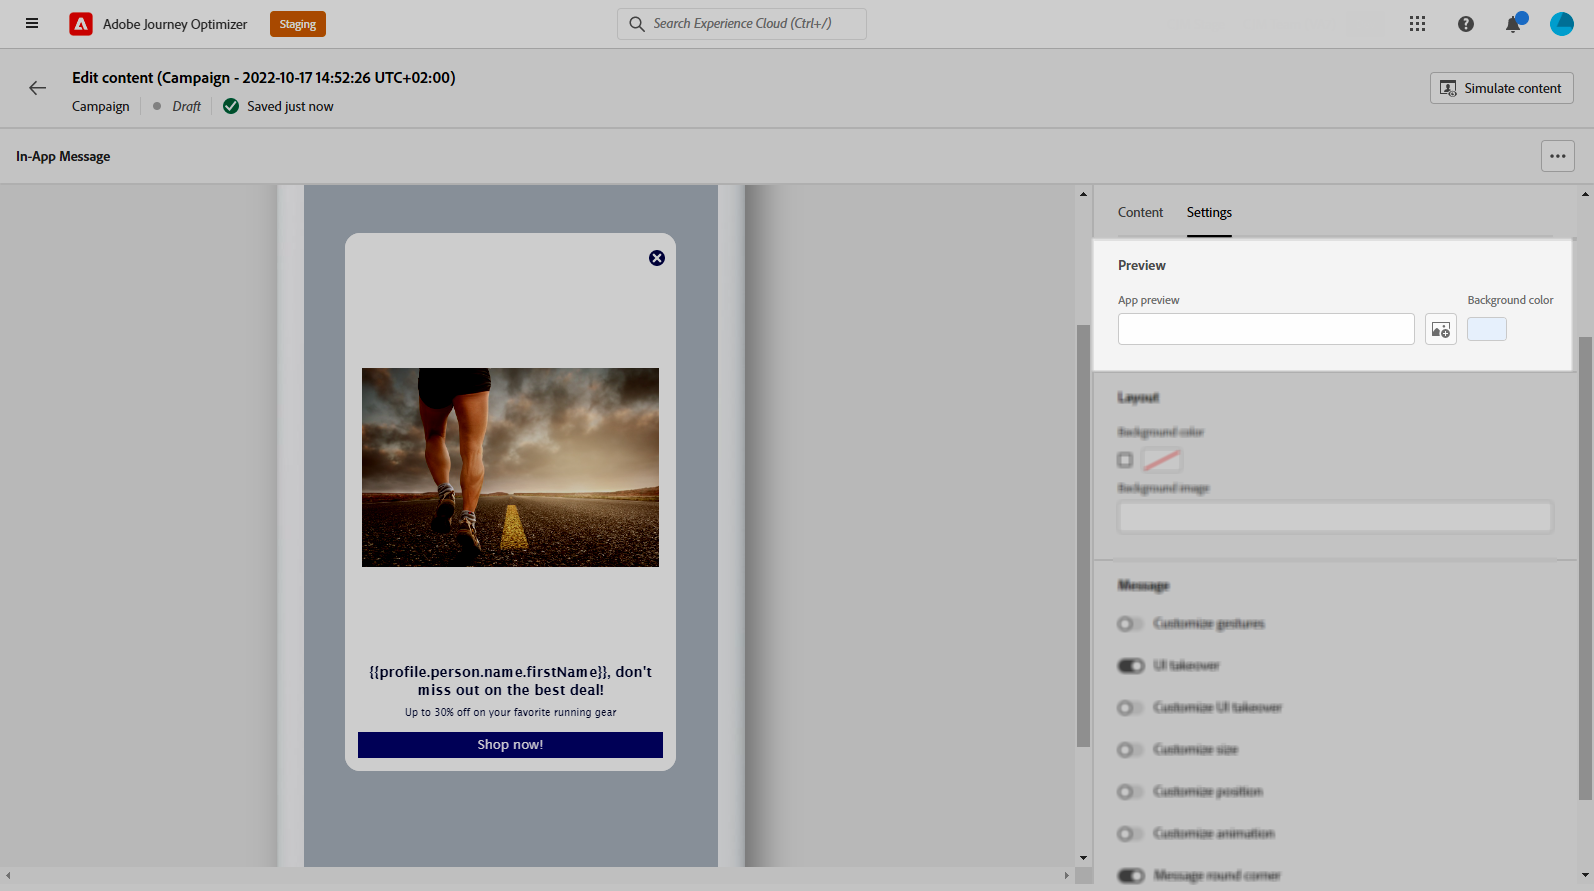 Adobe Journey Optimizer
Staging
Search Experience Cloud (Ctrl+/)
Edit content (Campaign - 2022-10-17 14:52:26 UTC+02:00)
Campaign
Draft
Saved just now
Simulate content
In-App Message
Content
Settings
Preview
App preview
Background color
Layout
Background color
Background image
Message
Customize gestures
UI takeover
Customize UI takeover
Customize size
Customize position
Customize animation
Message round corner
{{profile.person.name.firstName}}, don't
miss out on the best deal!
Up to 30% off on your favorite running gear
Shop now!